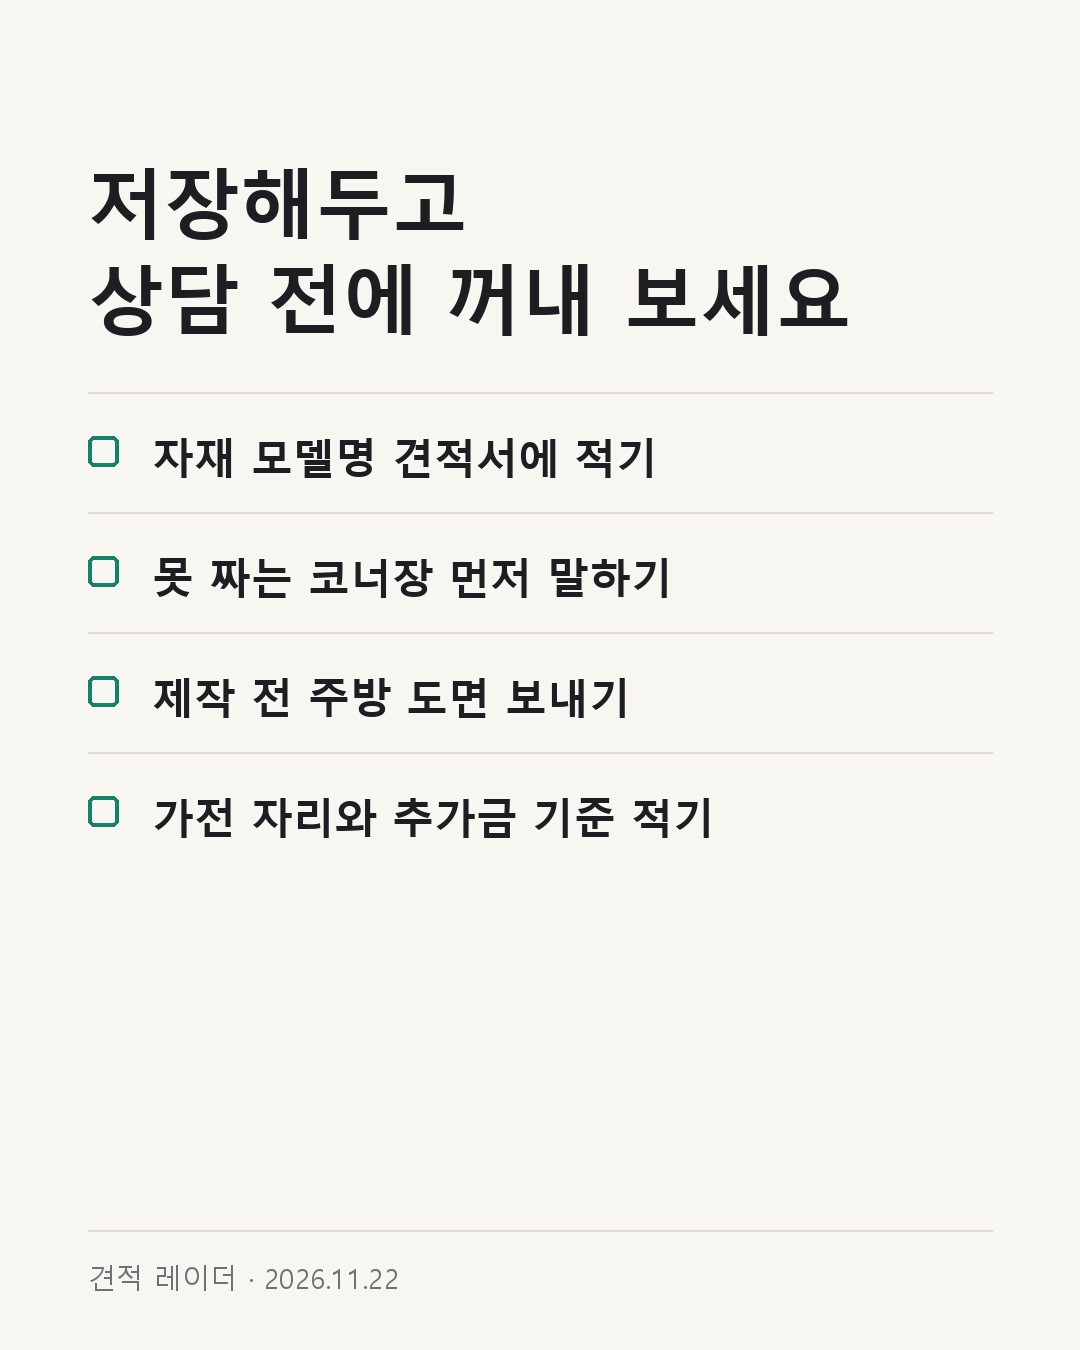 저장해두고
상담 전에 꺼내 보세요
자재 모델명 견적서에 적기
못 짜는 코너장 먼저 말하기
제작 전 주방 도면 보내기
가전 자리와 추가금 기준 적기
견적 레이더 · 2026.11.22